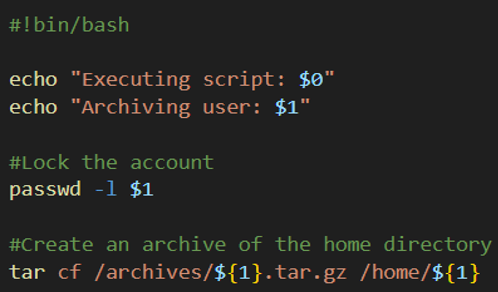 #!bin/bash
echo "Executing script: $0"
echo "Archiving user: $1"
#Lock the account
passwd -l $1
#Create an archive of the home directory
tar cf /archives/${1}.tar.gz /home/${1}